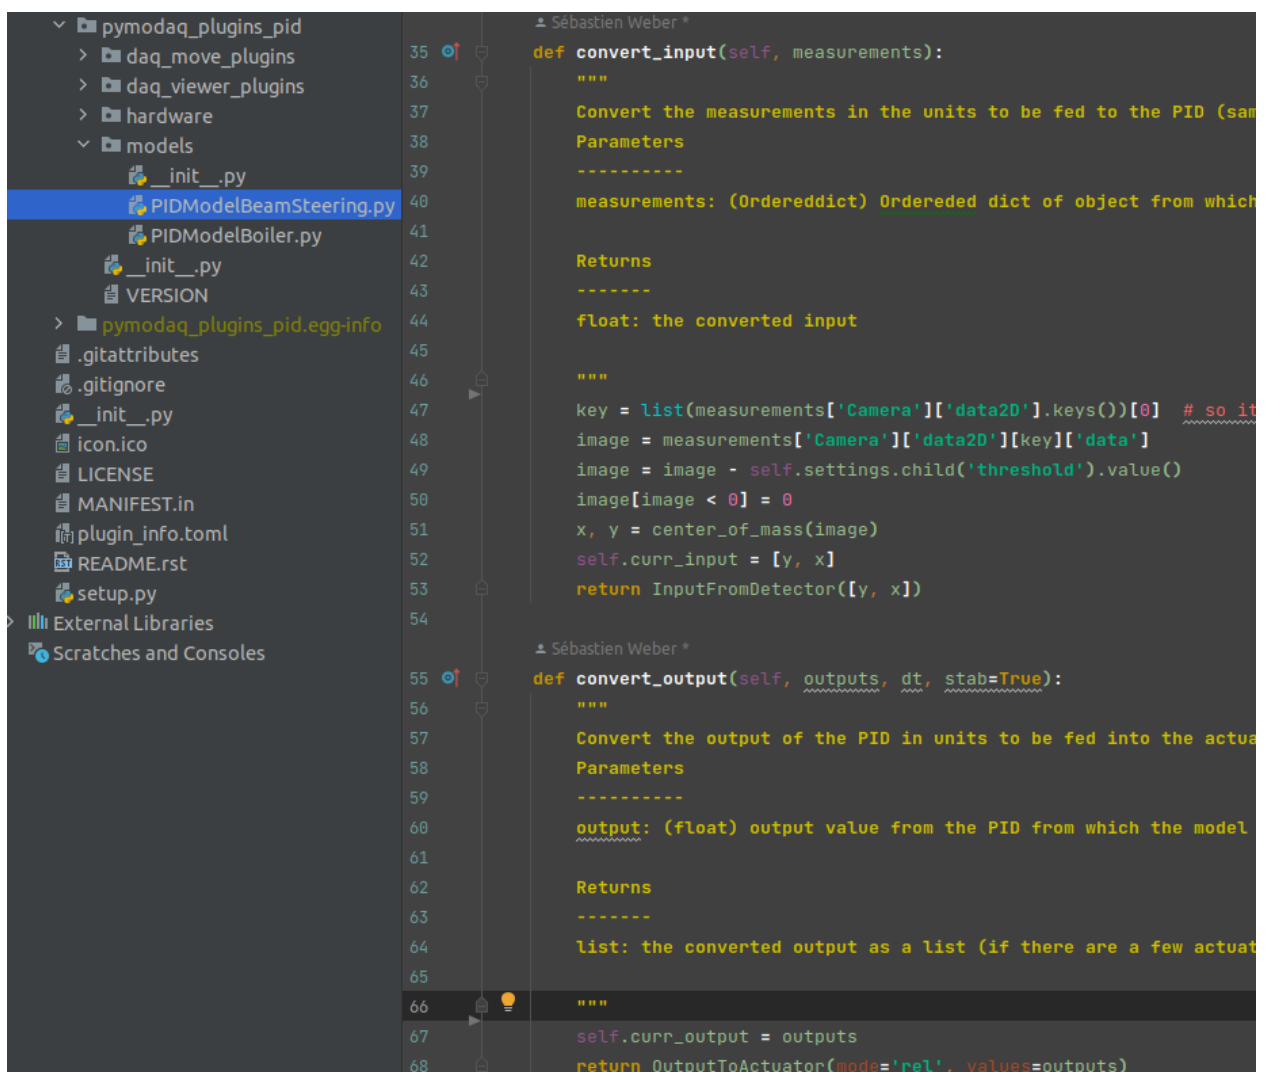 pymodaq_plugins_pid
daq_move_plugins
daq_viewer_plugins
hardware
models
__init__.py
PIDModelBeamSteering.py
PIDModelBoiler.py
__init__.py
VERSION
pymodaq_plugins_pid.egg-info
.gitattributes
.gitignore
__init__.py
icon.ico
LICENSE
MANIFEST.in
plugin_info.toml
README.rst
setup.py
External Libraries
Scratches and Consoles
Sébastien Weber *
35 def convert_input(self, measurements):
36 """
37 Convert the measurements in the units to be fed to the PID (sam
38 Parameters
39 ----------
40 measurements: (Ordereddict) Ordereded dict of object from which
41
42 Returns
43 -------
44 float: the converted input
45
46 """
47 key = list(measurements['Camera']['data2D'].keys())[0]  # so it
48 image = measurements['Camera']['data2D'][key]['data']
49 image = image - self.settings.child('threshold').value()
50 image[image < 0] = 0
51 x, y = center_of_mass(image)
52 self.curr_input = [y, x]
53 return InputFromDetector([y, x])
54
Sébastien Weber *
55 def convert_output(self, outputs, dt, stab=True):
56 """
57 Convert the output of the PID in units to be fed into the actua
58 Parameters
59 ----------
60 output: (float) output value from the PID from which the model
61
62 Returns
63 -------
64 list: the converted output as a list (if there are a few actuat
65
66 """
67 self.curr_output = outputs
68 return OutputToActuator(mode='rel', values=outputs)